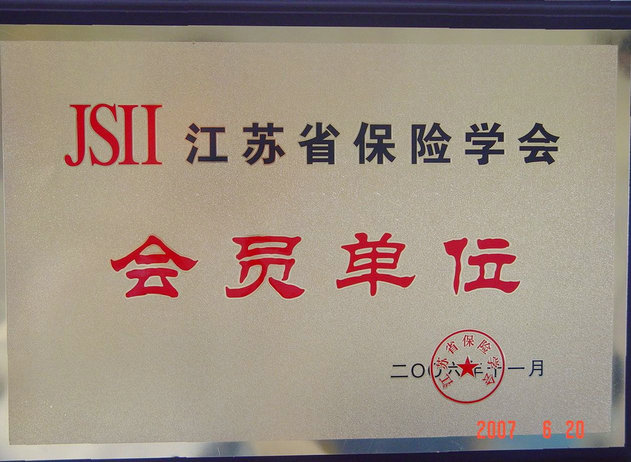 JSII 江苏省保险学会
会员单位
二〇〇六年十一月
江苏省保险学会
2007 6 20